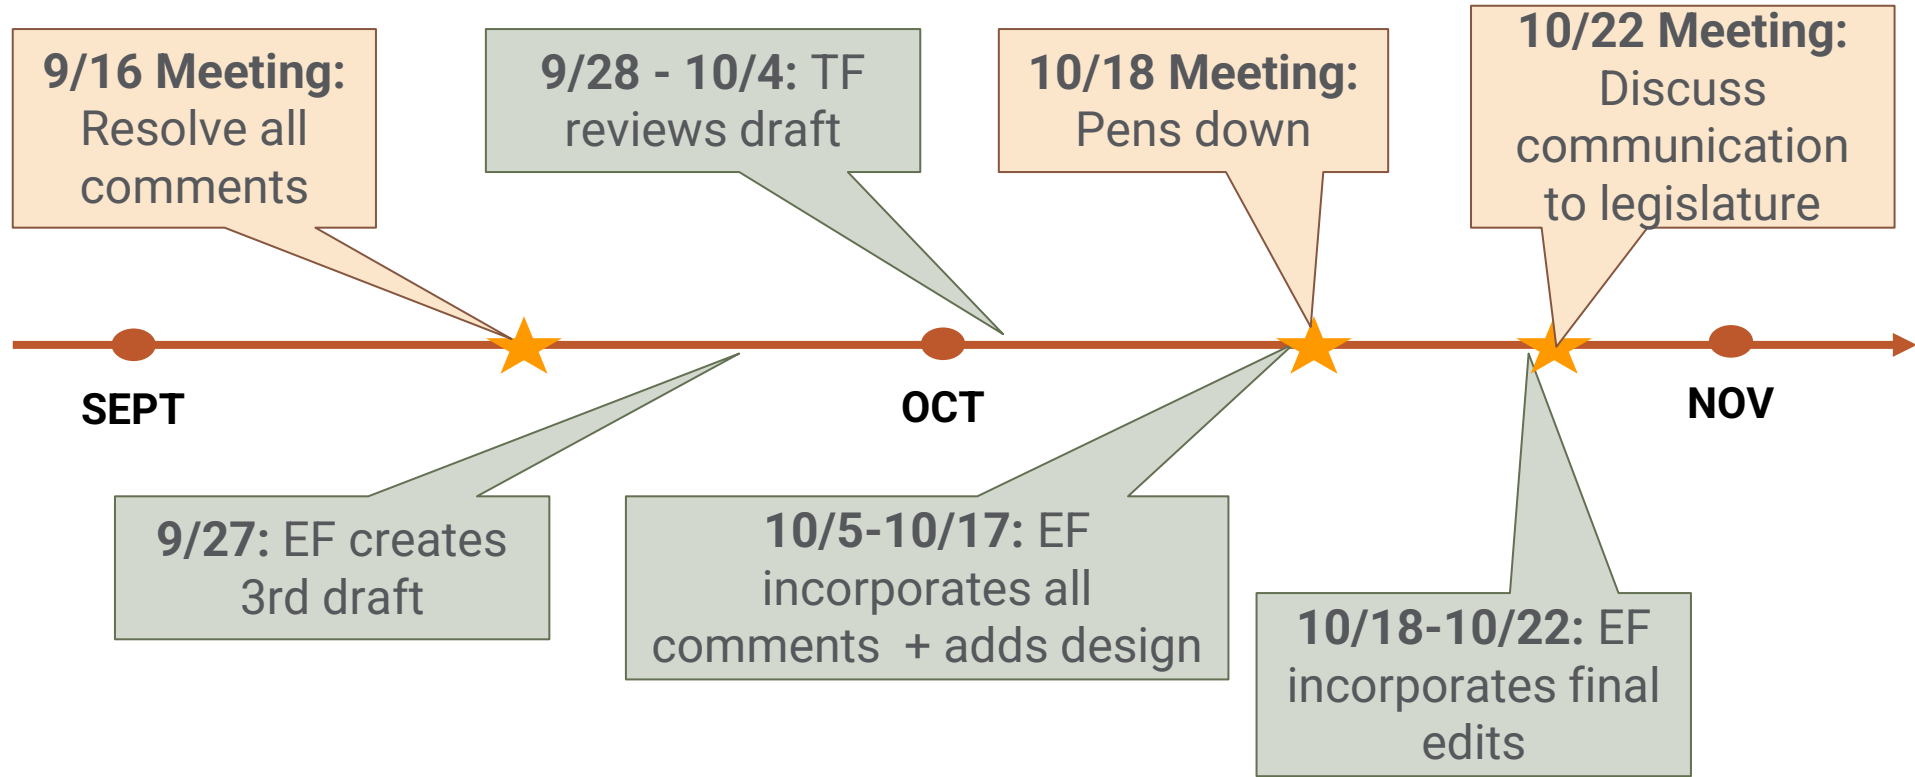 9/16 Meeting:
Resolve all
comments
9/28 - 10/4: TF
reviews draft
10/18 Meeting:
Pens down
10/22 Meeting:
Discuss
communication
to legislature
SEPT
OCT
NOV
9/27: EF creates
3rd draft
10/5-10/17: EF
incorporates all
comments  + adds design
10/18-10/22: EF
incorporates final
edits